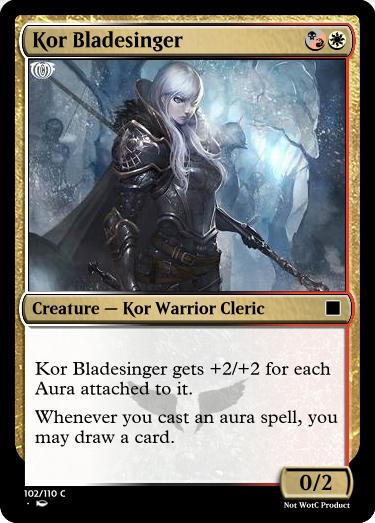 Kor Bladesinger
Creature — Kor Warrior Cleric
Kor Bladesinger gets +2/+2 for each
Aura attached to it.
Whenever you cast an aura spell, you
may draw a card.
0/2
102/110 C
Not WotC Product